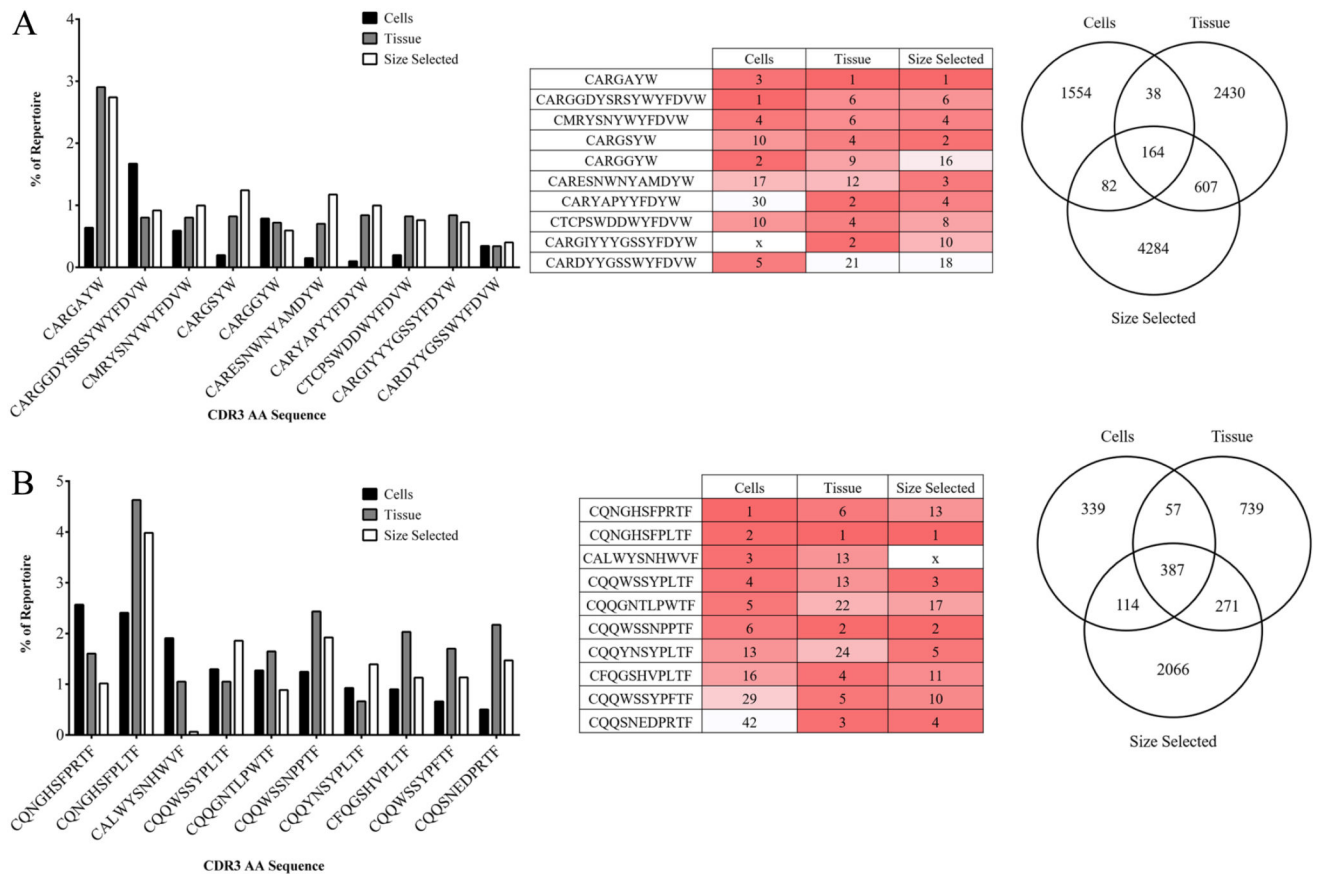 A
4
3
2
1
0
% of Repertoire
Cells
Tissue
Size Selected
CARGAYW
CARGGDYSRSYWYFDVW
CMRYSNYWYFDVW
CARGSYW
CARGGYW
CARESNWNYAMDYW
CARYAPYYFDYW
CTCPSWDDWYFDVW
CARGIYYYGSSYFDYW
CARDYYGSSWYFDVW
CDR3 AA Sequence
Cells Tissue Size Selected
CARGAYW 3 1 1
CARGGDYSRSYWYFDVW 1 6 6
CMRYSNYWYFDVW 4 6 4
CARGSYW 10 4 2
CARGGYW 2 9 16
CARESNWNYAMDYW 17 12 3
CARYAPYYFDYW 30 2 4
CTCPSWDDWYFDVW 10 4 8
CARGIYYYGSSYFDYW x 2 10
CARDYYGSSWYFDVW 5 21 18
Cells Tissue
1554 38 2430
164
82 607
4284
Size Selected
B
5
4
3
2
1
0
% of Repertoire
Cells
Tissue
Size Selected
CQNGHSFPRTF
CQNGHSFPLTF
CALWYSNHWVF
CQQWSSYPLTF
CQQGNTLPWTF
CQQWSSNPPTF
CQQYNSYPLTF
CFQGSHVPLTF
CQQWSSYPFTF
CQQSNEDPRTF
CDR3 AA Sequence
Cells Tissue Size Selected
CQNGHSFPRTF 1 6 13
CQNGHSFPLTF 2 1 1
CALWYSNHWVF 3 13 x
CQQWSSYPLTF 4 13 3
CQQGNTLPWTF 5 22 17
CQQWSSNPPTF 6 2 2
CQQYNSYPLTF 13 24 5
CFQGSHVPLTF 16 4 11
CQQWSSYPFTF 29 5 10
CQQSNEDPRTF 42 3 4
Cells Tissue
339 57 739
387
114 271
2066
Size Selected